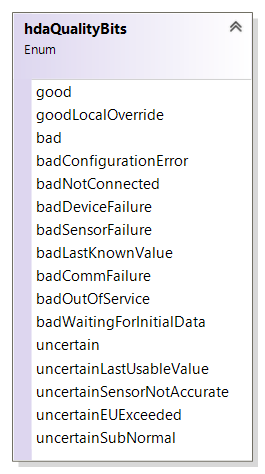 hdaQualityBits
Enum
good
goodLocalOverride
bad
badConfigurationError
badNotConnected
badDeviceFailure
badSensorFailure
badLastKnownValue
badCommFailure
badOutOfService
badWaitingForInitialData
uncertain
uncertainLastUsableValue
uncertainSensorNotAccurate
uncertainEUExceeded
uncertainSubNormal